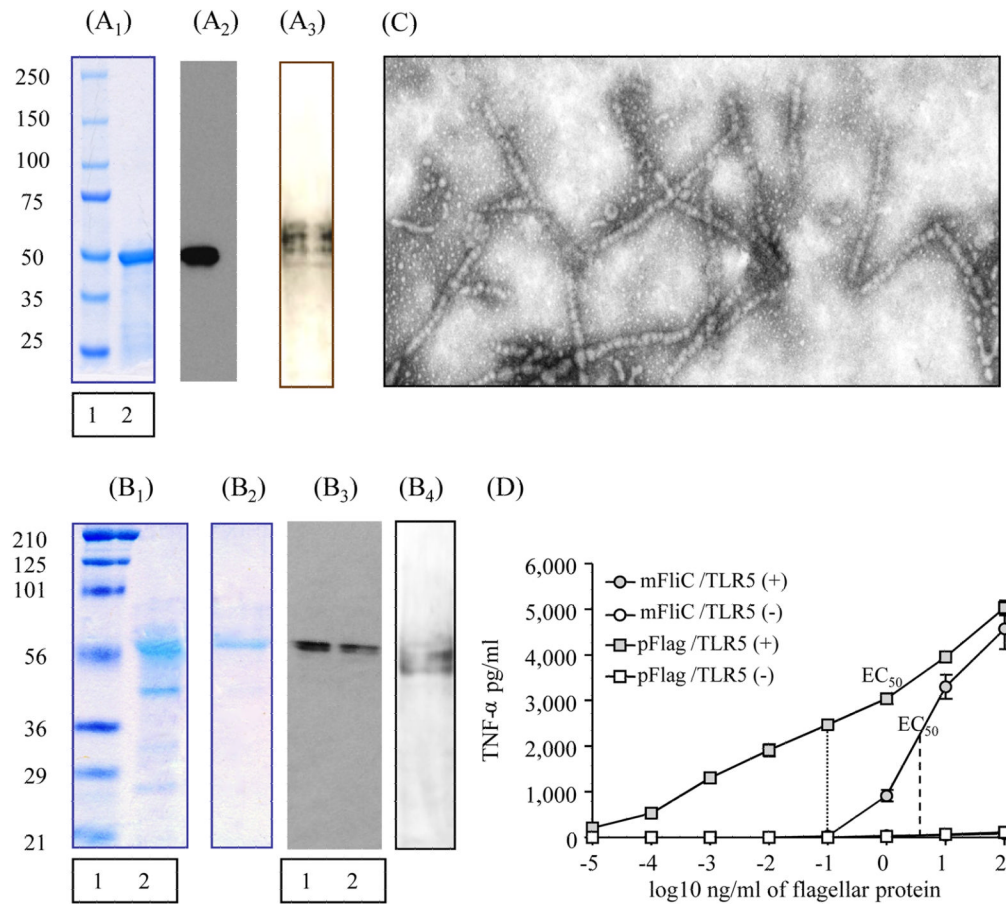 (A₁) (A₂) (A₃) (C)
250
150
100
75
50
35
25
1 2
(B₁) (B₂) (B₃) (B₄) (D)
210
125
101
56
36
29
21
1 2
1 2
6,000
5,000
4,000
3,000
2,000
1,000
0
TNF-α pg/ml
mFliC /TLR5 (+)
mFliC /TLR5 (-)
pFlag /TLR5 (+)
pFlag /TLR5 (-)
EC₅₀
EC₅₀
-5 -4 -3 -2 -1 0 1 2
log10 ng/ml of flagellar protein